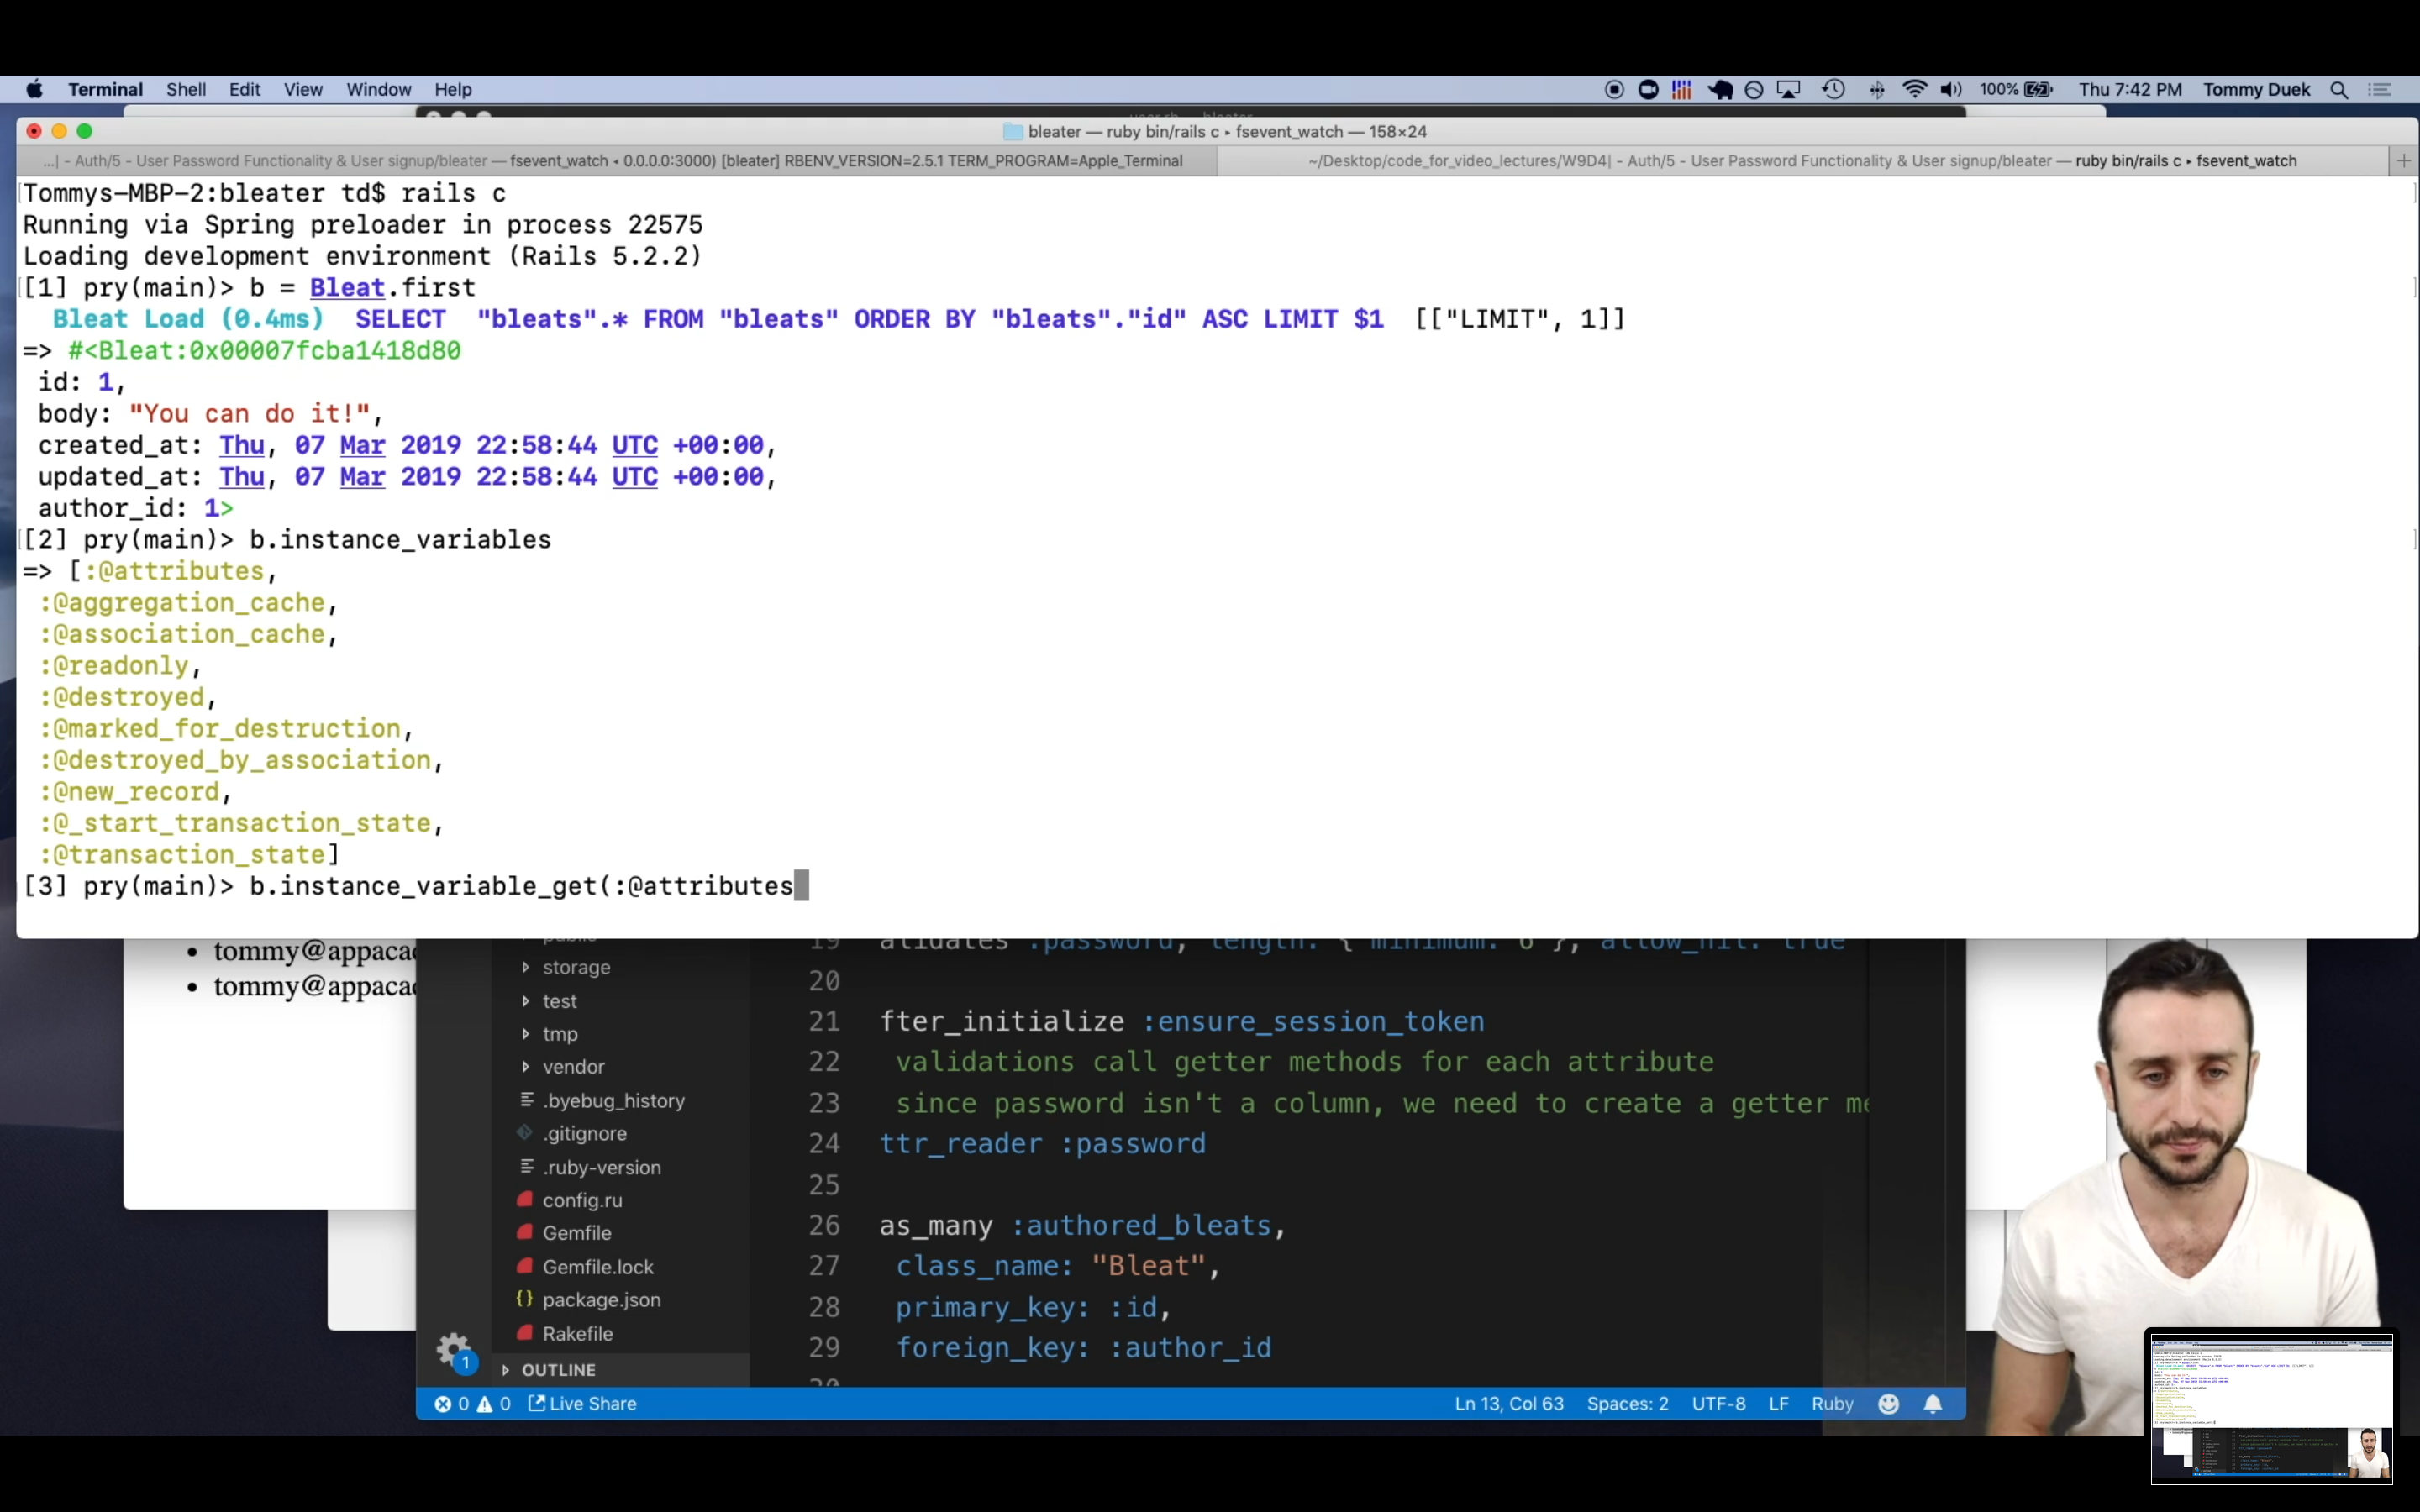 Terminal Shell Edit View Window Help 100% Thu 7:42 PM Tommy Duek
bleater — ruby bin/rails c ▸ fsevent_watch — 158×24
...| - Auth/5 - User Password Functionality & User signup/bleater — fsevent_watch ◂ 0.0.0.0:3000) [bleater] RBENV_VERSION=2.5.1 TERM_PROGRAM=Apple_Terminal
~/Desktop/code_for_video_lectures/W9D4| - Auth/5 - User Password Functionality & User signup/bleater — ruby bin/rails c ▸ fsevent_watch
Tommys-MBP-2:bleater td$ rails c
Running via Spring preloader in process 22575
Loading development environment (Rails 5.2.2)
[1] pry(main)> b = Bleat.first
Bleat Load (0.4ms) SELECT "bleats".* FROM "bleats" ORDER BY "bleats"."id" ASC LIMIT $1 [["LIMIT", 1]]
=> #<Bleat:0x00007fcba1418d80
id: 1,
body: "You can do it!",
created_at: Thu, 07 Mar 2019 22:58:44 UTC +00:00,
updated_at: Thu, 07 Mar 2019 22:58:44 UTC +00:00,
author_id: 1>
[2] pry(main)> b.instance_variables
=> [:@attributes,
:@aggregation_cache,
:@association_cache,
:@readonly,
:@destroyed,
:@marked_for_destruction,
:@destroyed_by_association,
:@new_record,
:@_start_transaction_state,
:@transaction_state]
[3] pry(main)> b.instance_variable_get(:@attributes
tommy@appaca
tommy@appaca
public
storage
test
tmp
vendor
.byebug_history
.gitignore
.ruby-version
config.ru
Gemfile
Gemfile.lock
package.json
Rakefile
OUTLINE
19 alidates :password, length: { minimum: 6 }, allow_nil: true
20
21 fter_initialize :ensure_session_token
22 validations call getter methods for each attribute
23 since password isn't a column, we need to create a getter me
24 ttr_reader :password
25
26 as_many :authored_bleats,
27 class_name: "Bleat",
28 primary_key: :id,
29 foreign_key: :author_id
1
0 0 Live Share Ln 13, Col 63 Spaces: 2 UTF-8 LF Ruby